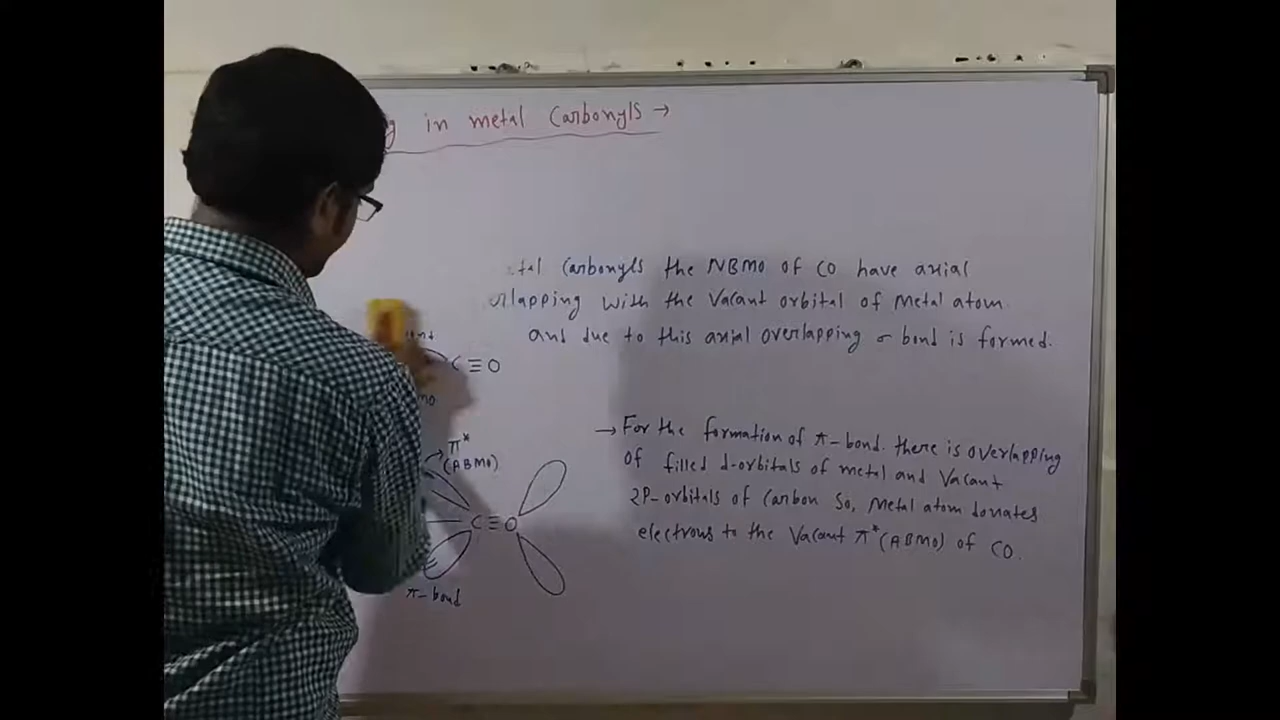 in metal Carbonyls →
Carbonyls the NBMO of CO have axial
with the Vacant orbital of Metal atom.
and due to this axial overlapping σ bond is formed.
C ≡ O
→ For the formation of π-bond. there is overlapping
of filled d-orbitals of metal and Vacant
2P-orbitals of Carbon So, Metal atom donates
electrons to the Vacant π* (ABMO) of CO.
π*
(ABMO)
C ≡ O
π-bond